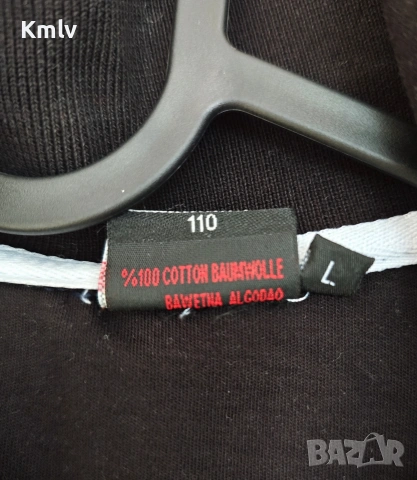 Kmlv
110
%100 COTTON BAUMWOLLE
BAWETNA ALGODAO
L
BAZAR